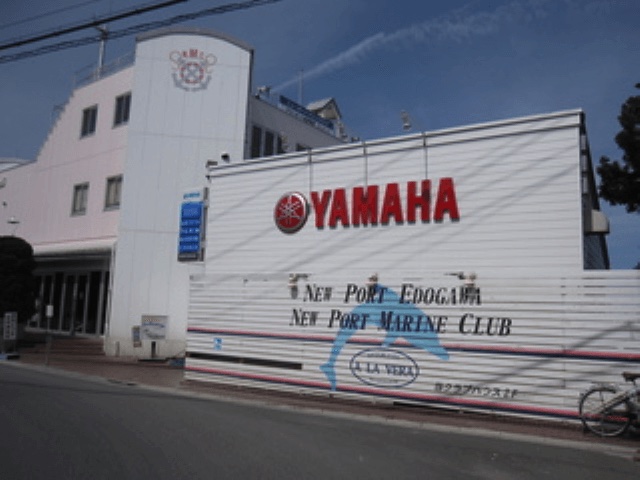 YAMAHA
NEW PORT EDOGAWA
NEW PORT MARINE CLUB
A LA VERA
クラブハウス2F